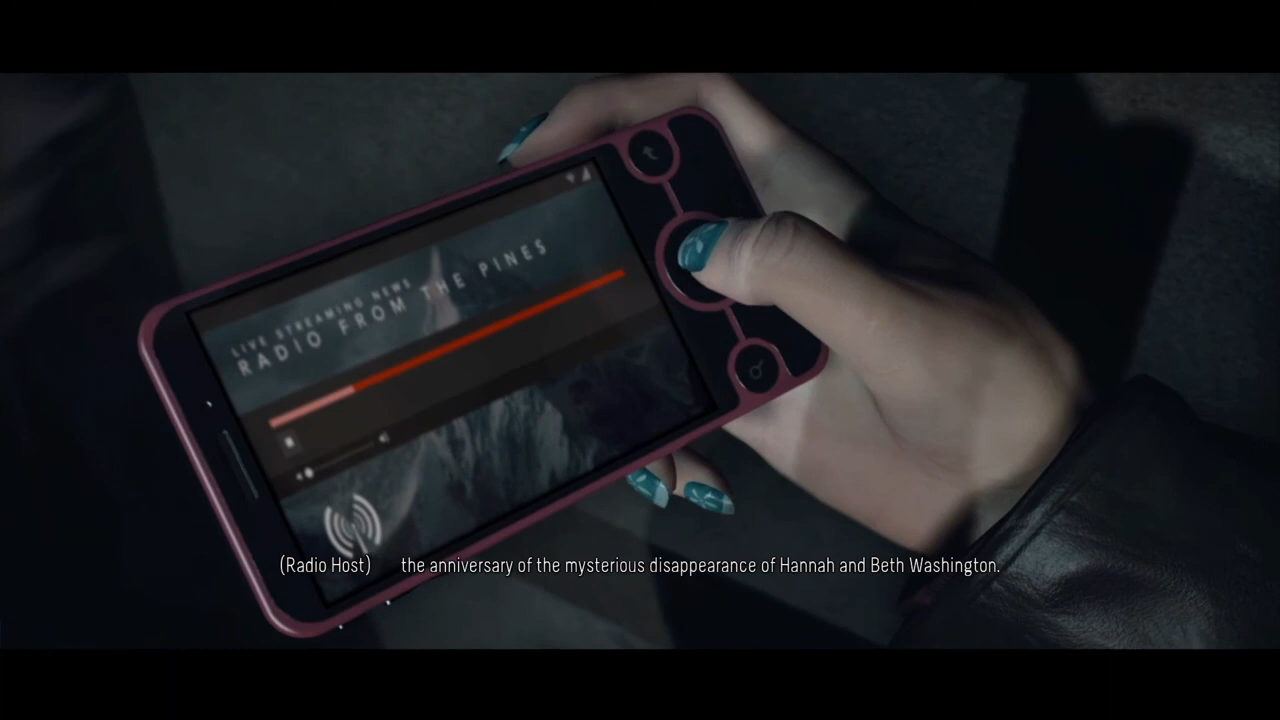 LIVE STREAMING NEWS
RADIO FROM THE PINES
(Radio Host) the anniversary of the mysterious disappearance of Hannah and Beth Washington.